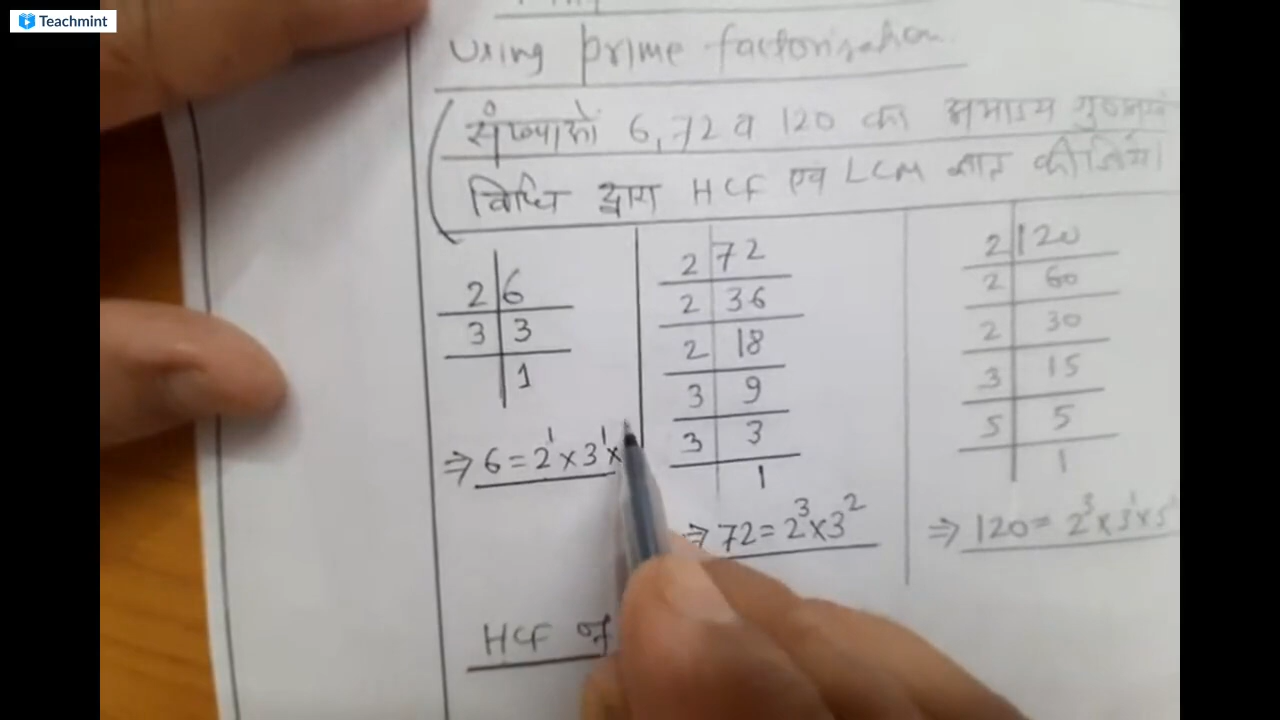 Teachmint
Using prime factorisation.
संख्याओं 6, 72 व 120 का अभाज्य
विधि द्वारा HCF एवं LCM ज्ञात कीजिये।
2 6
3 3
1
⇒ 6 = 2¹ × 3¹ ×
2 72
2 36
2 18
3 9
3 3
1
⇒ 72 = 2³ × 3²
2 120
2 60
2 30
3 15
5 5
1
⇒ 120 = 2³ × 3¹ × 5
HCF of